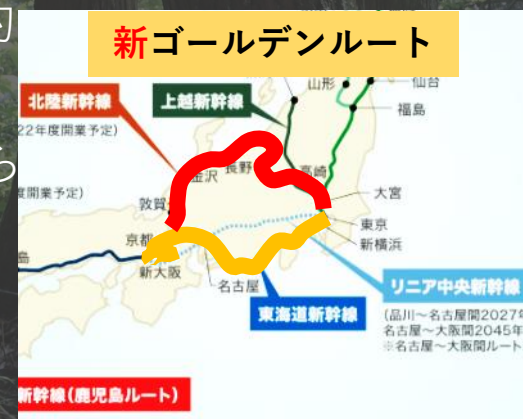 新ゴールデンルート
山形
仙台
福島
北陸新幹線
上越新幹線
22年度開業予定)
金沢
長野
高崎
度開業予定)
敦賀
大宮
東京
新横浜
京都
島
新大阪
名古屋
リニア中央新幹線
東海道新幹線
(品川〜名古屋間2027年
名古屋〜大阪間2045年
※名古屋〜大阪間ルート
新幹線(鹿児島ルート)